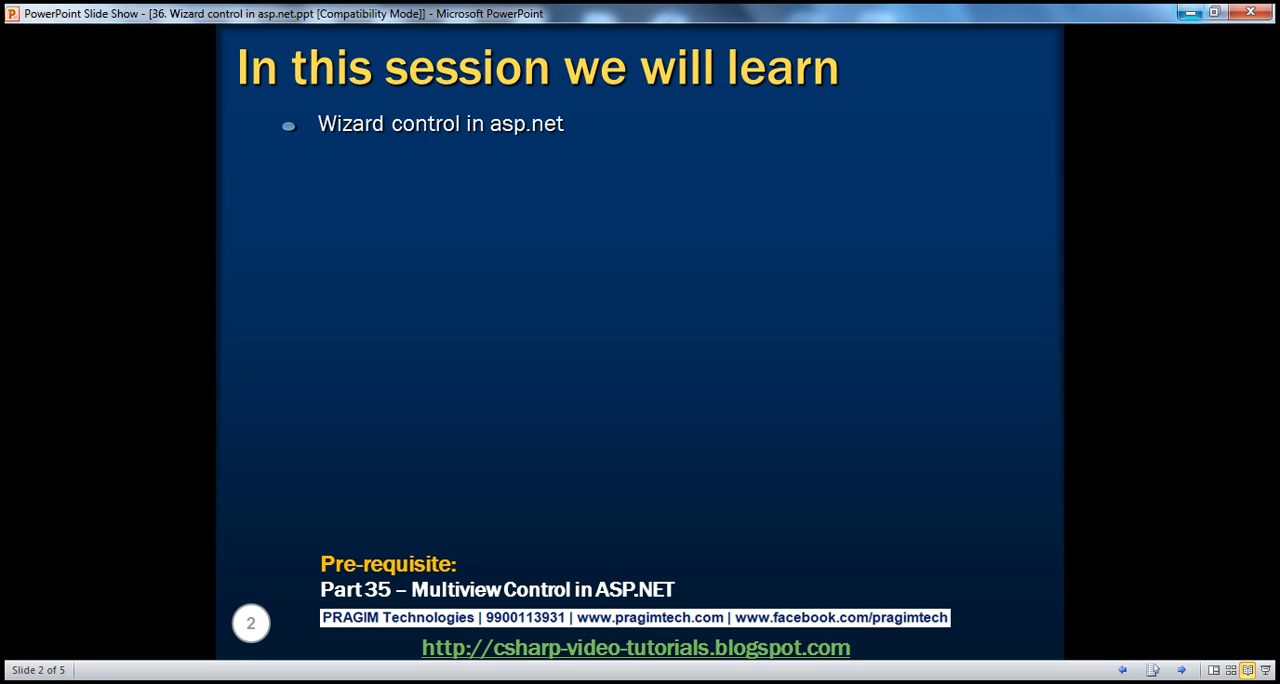 PowerPoint Slide Show - [36. Wizard control in asp.net.ppt [Compatibility Mode]] - Microsoft PowerPoint
In this session we will learn
Wizard control in asp.net
Pre-requisite:
Part 35 – Multiview Control in ASP.NET
PRAGIM Technologies | 9900113931 | www.pragimtech.com | www.facebook.com/pragimtech
2
http://csharp-video-tutorials.blogspot.com
Slide 2 of 5